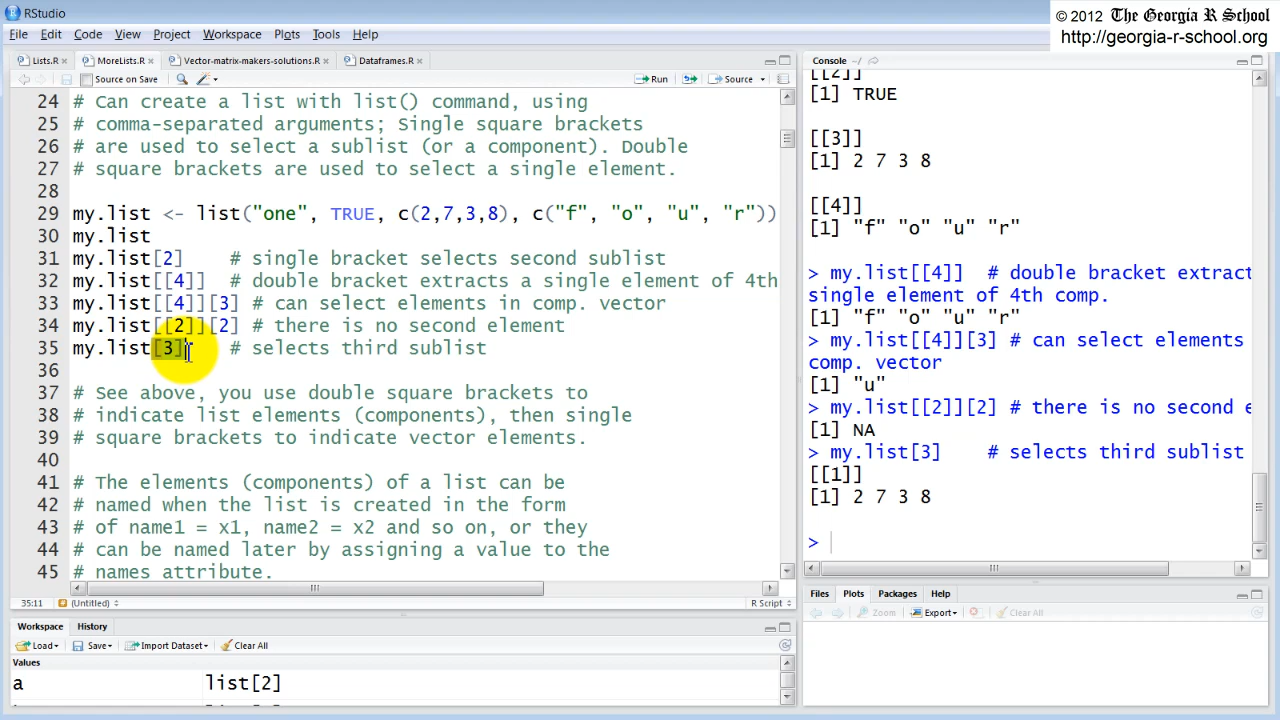 RStudio
© 2012 The Georgia R School
http://georgia-r-school.org
File Edit Code View Project Workspace Plots Tools Help
Lists.R MoreLists.R Vector-matrix-makers-solutions.R Dataframes.R
Source on Save Run Source
24 # Can create a list with list() command, using
25 # comma-separated arguments; Single square brackets
26 # are used to select a sublist (or a component). Double
27 # square brackets are used to select a single element.
28
29 my.list <- list("one", TRUE, c(2,7,3,8), c("f", "o", "u", "r"))
30 my.list
31 my.list[2] # single bracket selects second sublist
32 my.list[[4]] # double bracket extracts a single element of 4th
33 my.list[[4]][3] # can select elements in comp. vector
34 my.list[[2]][2] # there is no second element
35 my.list[3] # selects third sublist
36
37 # See above, you use double square brackets to
38 # indicate list elements (components), then single
39 # square brackets to indicate vector elements.
40
41 # The elements (components) of a list can be
42 # named when the list is created in the form
43 # of name1 = x1, name2 = x2 and so on, or they
44 # can be named later by assigning a value to the
45 # names attribute.
35:11 (Untitled) R Script
Workspace History
Load Save Import Dataset Clear All
Values
a list[2]
Console ~/
[[2]]
[1] TRUE
[[3]]
[1] 2 7 3 8
[[4]]
[1] "f" "o" "u" "r"
> my.list[[4]] # double bracket extract
single element of 4th comp.
[1] "f" "o" "u" "r"
> my.list[[4]][3] # can select elements
comp. vector
[1] "u"
> my.list[[2]][2] # there is no second e
[1] NA
> my.list[3] # selects third sublist
[[1]]
[1] 2 7 3 8
>
Files Plots Packages Help
Zoom Export Clear All